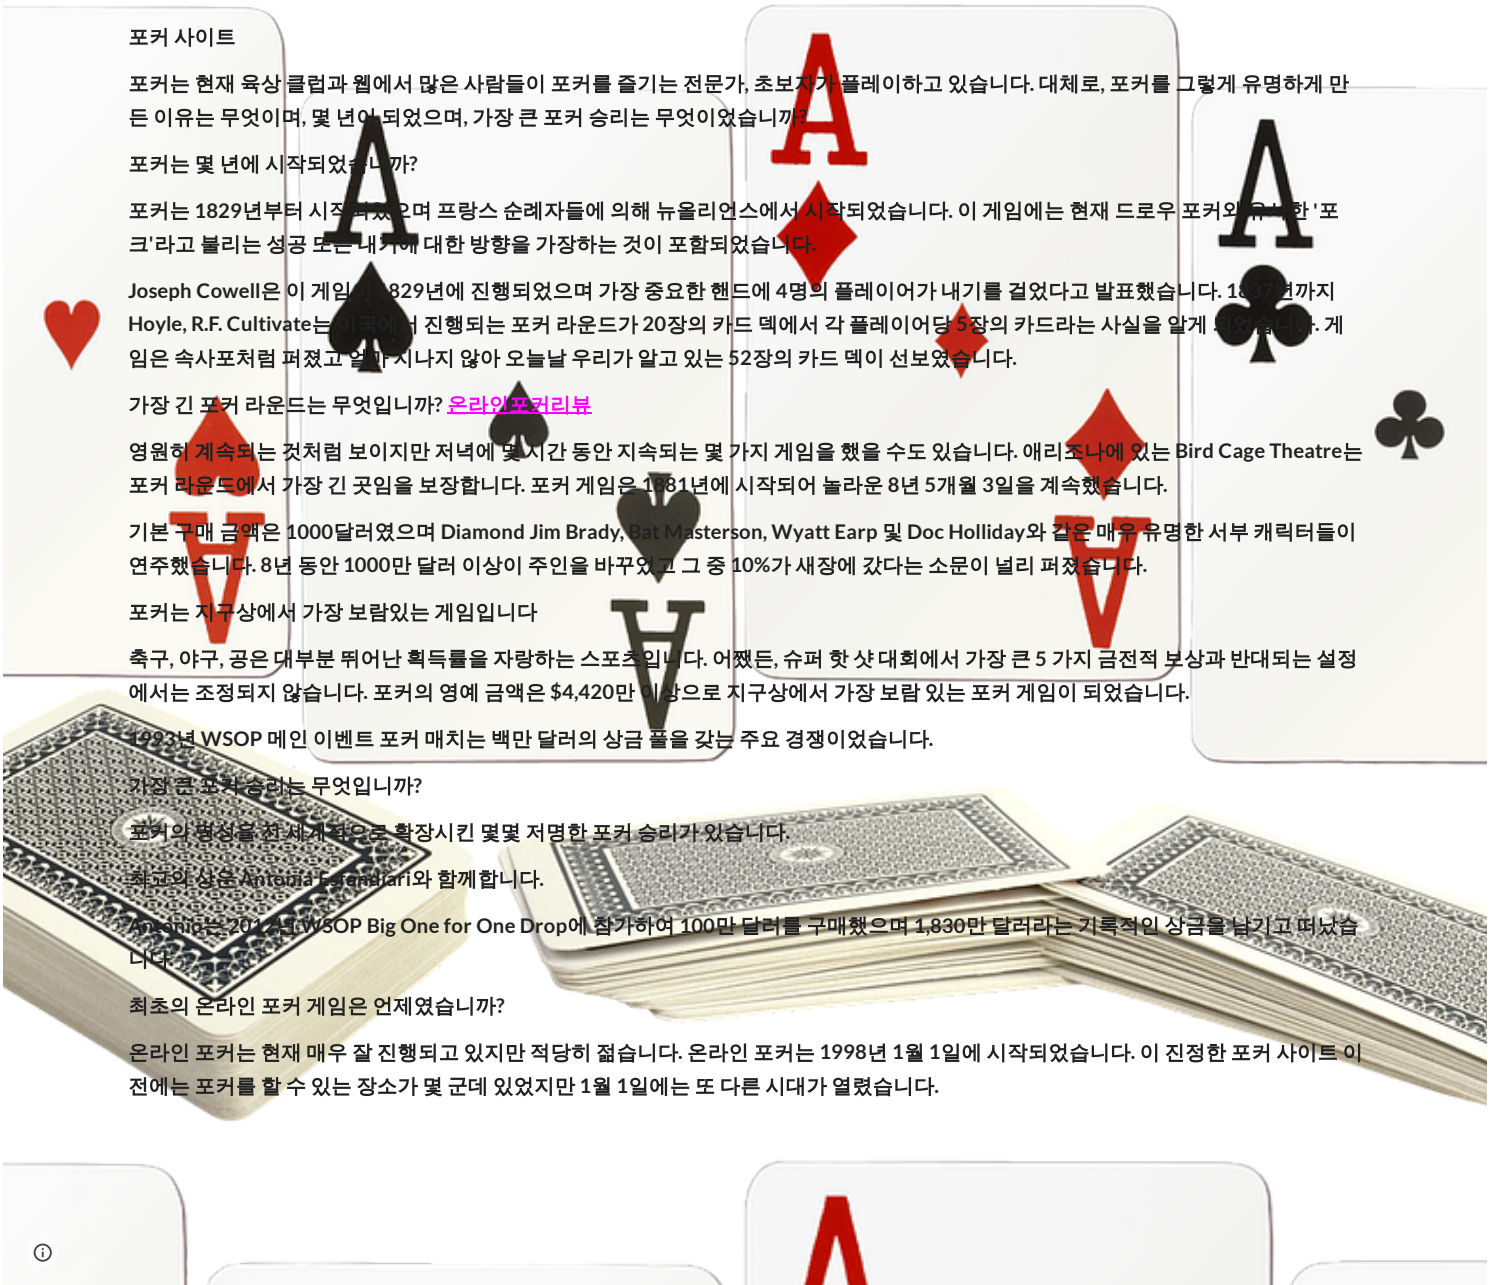 포커 사이트
포커는 현재 육상 클럽과 웹에서 많은 사람들이 포커를 즐기는 전문가, 초보자가 플레이하고 있습니다. 대체로, 포커를 그렇게 유명하게 만
든 이유는 무엇이며, 몇 년이 되었으며, 가장 큰 포커 승리는 무엇이었습니까?
포커는 몇 년에 시작되었습니까?
포커는 1829년부터 시작되었으며 프랑스 순례자들에 의해 뉴올리언스에서 시작되었습니다. 이 게임에는 현재 드로우 포커와 유사한 '포
크'라고 불리는 성공 또는 내기에 대한 방향을 가장하는 것이 포함되었습니다.
Joseph Cowell은 이 게임이 1829년에 진행되었으며 가장 중요한 핸드에 4명의 플레이어가 내기를 걸었다고 발표했습니다. 1837년까지
Hoyle, R.F. Cultivate는 미국에서 진행되는 포커 라운드가 20장의 카드 덱에서 각 플레이어당 5장의 카드라는 사실을 알게 되었습니다. 게
임은 속사포처럼 퍼졌고 얼마 지나지 않아 오늘날 우리가 알고 있는 52장의 카드 덱이 선보였습니다.
가장 긴 포커 라운드는 무엇입니까? 온라인포커리뷰
영원히 계속되는 것처럼 보이지만 저녁에 몇 시간 동안 지속되는 몇 가지 게임을 했을 수도 있습니다. 애리조나에 있는 Bird Cage Theatre는
포커 라운드에서 가장 긴 곳임을 보장합니다. 포커 게임은 1881년에 시작되어 놀라운 8년 5개월 3일을 계속했습니다.
기본 구매 금액은 1000달러였으며 Diamond Jim Brady, Bat Masterson, Wyatt Earp 및 Doc Holliday와 같은 매우 유명한 서부 캐릭터들이
연주했습니다. 8년 동안 1000만 달러 이상이 주인을 바꾸었고 그 중 10%가 새장에 갔다는 소문이 널리 퍼졌습니다.
포커는 지구상에서 가장 보람있는 게임입니다
축구, 야구, 공은 대부분 뛰어난 획득률을 자랑하는 스포츠입니다. 어쨌든, 슈퍼 핫 샷 대회에서 가장 큰 5 가지 금전적 보상과 반대되는 설정
에서는 조정되지 않습니다. 포커의 영예 금액은 $4,420만 이상으로 지구상에서 가장 보람 있는 포커 게임이 되었습니다.
1993년 WSOP 메인 이벤트 포커 매치는 백만 달러의 상금 풀을 갖는 주요 경쟁이었습니다.
가장 큰 포커 승리는 무엇입니까?
포커의 명성을 전 세계적으로 확장시킨 몇몇 저명한 포커 승리가 있습니다.
최고의 상은 Antonia Esfandiari와 함께합니다.
Antonio는 2012년 WSOP Big One for One Drop에 참가하여 100만 달러를 구매했으며 1,830만 달러라는 기록적인 상금을 남기고 떠났습
니다.
최초의 온라인 포커 게임은 언제였습니까?
온라인 포커는 현재 매우 잘 진행되고 있지만 적당히 젊습니다. 온라인 포커는 1998년 1월 1일에 시작되었습니다. 이 진정한 포커 사이트 이
전에는 포커를 할 수 있는 장소가 몇 군데 있었지만 1월 1일에는 또 다른 시대가 열렸습니다.